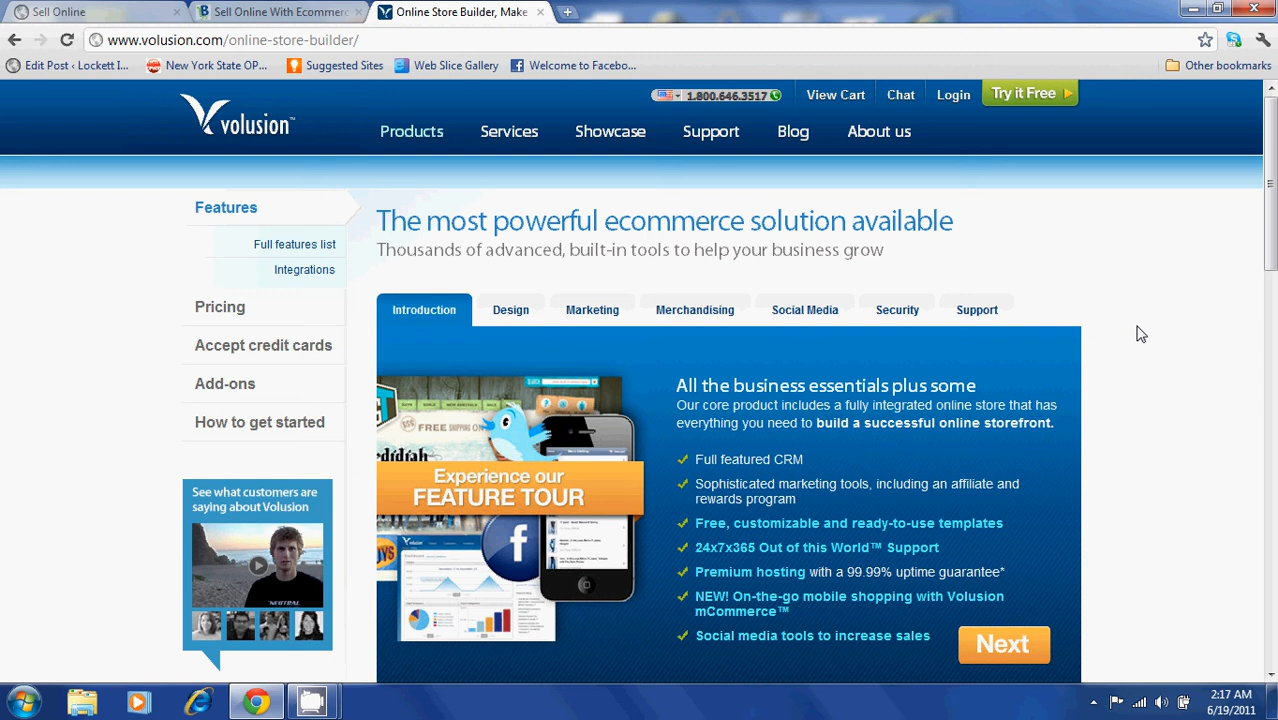 Sell Online
Sell Online With Ecommerc
Online Store Builder, Make
www.volusion.com/online-store-builder/
Edit Post ‹ Lockett I...
New York State OP...
Suggested Sites
Web Slice Gallery
Welcome to Facebo...
Other bookmarks
volusion™
1.800.646.3517
View Cart
Chat
Login
Try it Free
Products
Services
Showcase
Support
Blog
About us
Features
Full features list
Integrations
Pricing
Accept credit cards
Add-ons
How to get started
See what customers are
saying about Volusion
NEUTRAL
The most powerful ecommerce solution available
Thousands of advanced, built-in tools to help your business grow
Introduction
Design
Marketing
Merchandising
Social Media
Security
Support
FREE SHIPPING ON
Experience our
FEATURE TOUR
All the business essentials plus some
Our core product includes a fully integrated online store that has
everything you need to build a successful online storefront.
Full featured CRM
Sophisticated marketing tools, including an affiliate and
rewards program
Free, customizable and ready-to-use templates
24x7x365 Out of this World™ Support
Premium hosting with a 99.99% uptime guarantee*
NEW! On-the-go mobile shopping with Volusion
mCommerce™
Social media tools to increase sales
Next
2:17 AM
6/19/2011